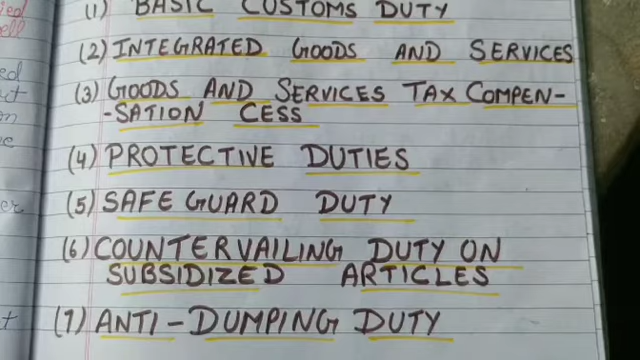 (1) BASIC CUSTOMS DUTY
(2) INTEGRATED GOODS AND SERVICES
(3) GOODS AND SERVICES TAX COMPEN-
-SATION CESS
(4) PROTECTIVE DUTIES
(5) SAFE GUARD DUTY
(6) COUNTERVAILING DUTY ON
SUBSIDIZED ARTICLES
(7) ANTI-DUMPING DUTY